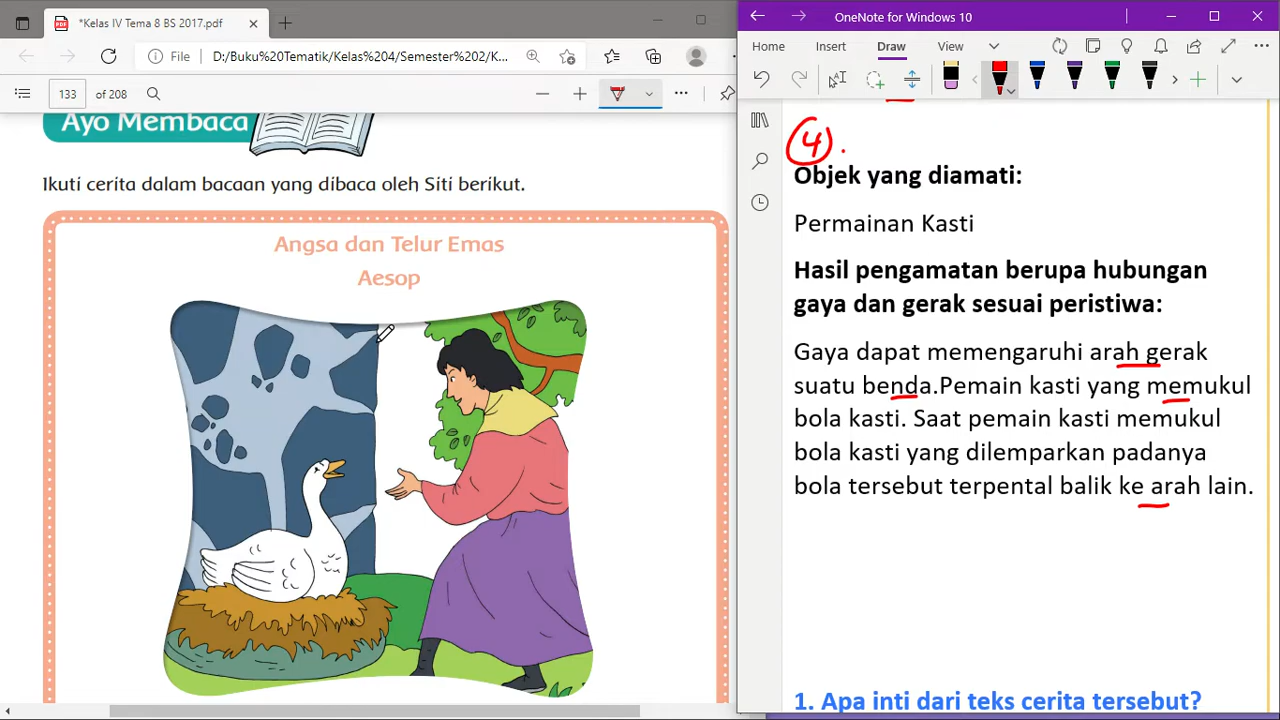 *Kelas IV Tema 8 BS 2017.pdf
File
D:/Buku%20Tematik/Kelas%204/Semester%202/K...
133 of 208
Ayo Membaca
Ikuti cerita dalam bacaan yang dibaca oleh Siti berikut.
Angsa dan Telur Emas
Aesop
OneNote for Windows 10
Home Insert Draw View
4.
Objek yang diamati:
Permainan Kasti
Hasil pengamatan berupa hubungan
gaya dan gerak sesuai peristiwa:
Gaya dapat memengaruhi arah gerak
suatu benda.Pemain kasti yang memukul
bola kasti. Saat pemain kasti memukul
bola kasti yang dilemparkan padanya
bola tersebut terpental balik ke arah lain.
1. Apa inti dari teks cerita tersebut?